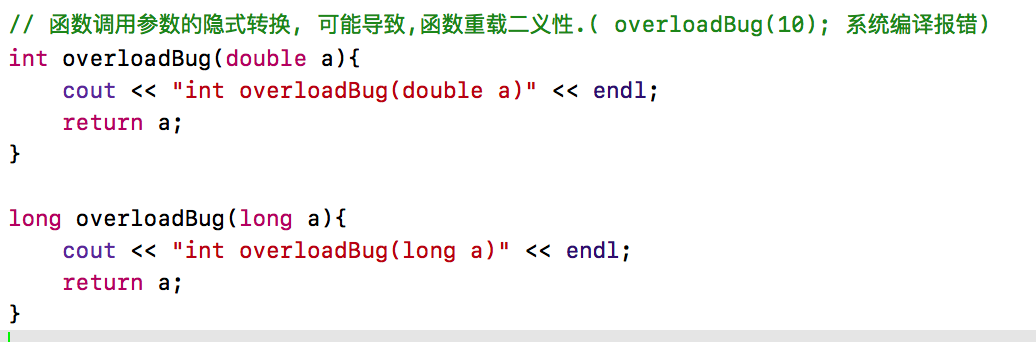 // 函数调用参数的隐式转换, 可能导致,函数重载二义性.( overloadBug(10); 系统编译报错)
int overloadBug(double a){
    cout << "int overloadBug(double a)" << endl;
    return a;
}

long overloadBug(long a){
    cout << "int overloadBug(long a)" << endl;
    return a;
}